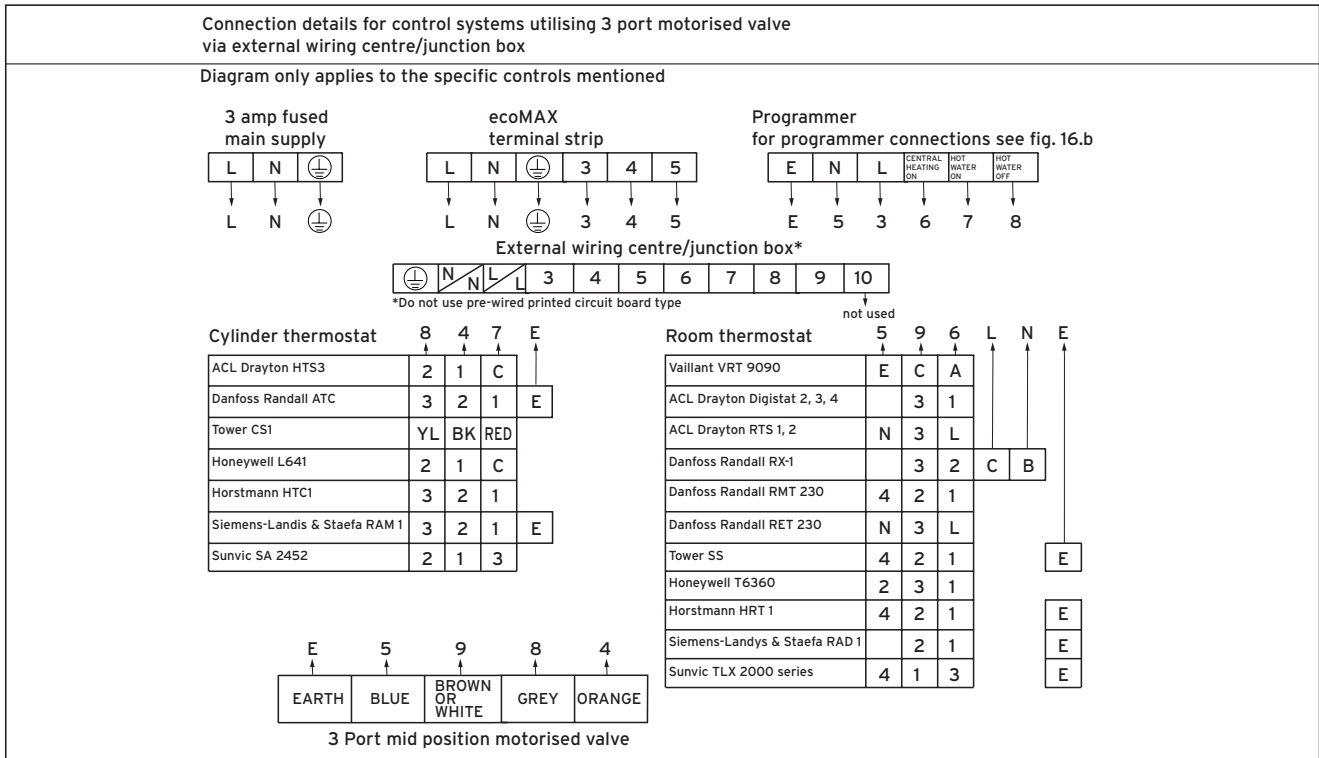 Connection details for control systems utilising 3 port motorised valve
via external wiring centre/junction box
Diagram only applies to the specific controls mentioned
3 amp fused
main supply
L N
L N
ecoMAX
terminal strip
L N 3 4 5
L N 3 4 5
Programmer
for programmer connections see fig. 16.b
E N L CENTRAL HEATING ON HOT WATER ON HOT WATER OFF
E 5 3 6 7 8
External wiring centre/junction box*
N/N L/L 3 4 5 6 7 8 9 10
*Do not use pre-wired printed circuit board type
not used
Cylinder thermostat 8 4 7 E
ACL Drayton HTS3 2 1 C
Danfoss Randall ATC 3 2 1 E
Tower CS1 YL BK RED
Honeywell L641 2 1 C
Horstmann HTC1 3 2 1
Siemens-Landis & Staefa RAM 1 3 2 1 E
Sunvic SA 2452 2 1 3
Room thermostat 5 9 6 L N E
Vaillant VRT 9090 E C A
ACL Drayton Digistat 2, 3, 4 3 1
ACL Drayton RTS 1, 2 N 3 L
Danfoss Randall RX-1 3 2 C B
Danfoss Randall RMT 230 4 2 1
Danfoss Randall RET 230 N 3 L
Tower SS 4 2 1 E
Honeywell T6360 2 3 1
Horstmann HRT 1 4 2 1 E
Siemens-Landys & Staefa RAD 1 2 1 E
Sunvic TLX 2000 series 4 1 3 E
E 5 9 8 4
EARTH BLUE BROWN OR WHITE GREY ORANGE
3 Port mid position motorised valve